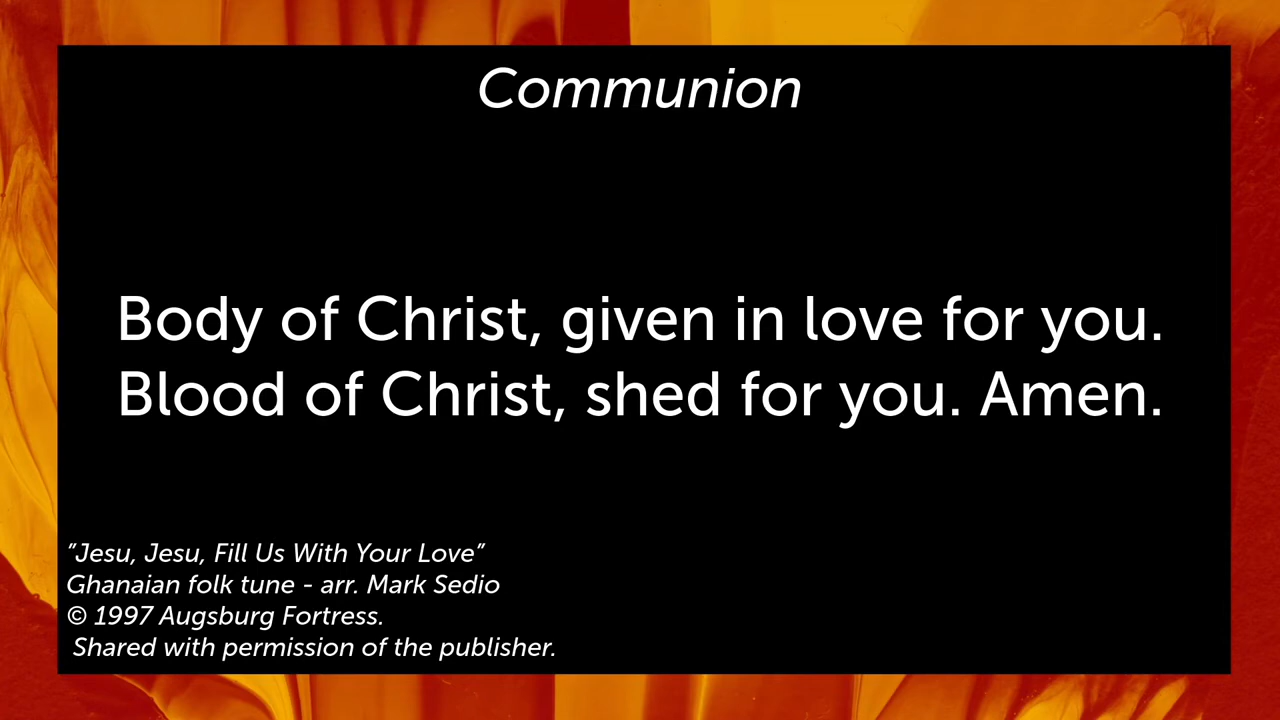 Communion
Body of Christ, given in love for you.
Blood of Christ, shed for you. Amen.
"Jesu, Jesu, Fill Us With Your Love"
Ghanaian folk tune - arr. Mark Sedio
© 1997 Augsburg Fortress.
Shared with permission of the publisher.